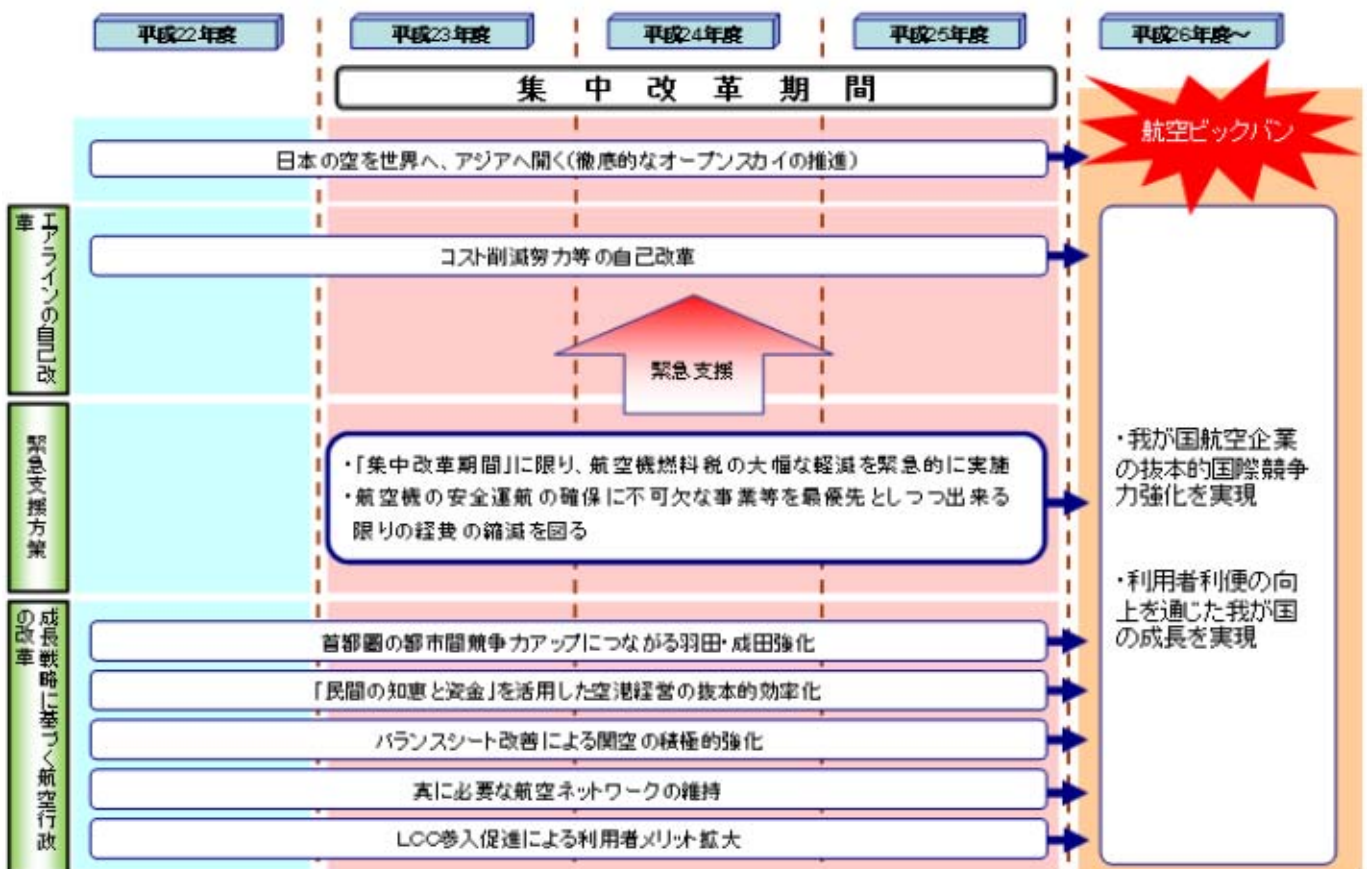 平成22年度
平成23年度
平成24年度
平成25年度
平成26年度~
集中改革期間
航空ビックバン
日本の空を世界へ、アジアへ開く(徹底的なオープンスカイの推進)
エアラインの自己改
革
コスト削減努力等の自己改革
緊急支援
緊急支援方策
・「集中改革期間」に限り、航空機燃料税の大幅な軽減を緊急的に実施
・航空機の安全運航の確保に不可欠な事業等を最優先としつつ出来る
限りの経費の縮減を図る
成長戦略に基づく航空行政
の改革
首都圏の都市間競争力アップにつながる羽田・成田強化
「民間の知恵と資金」を活用した空港経営の抜本的効率化
バランスシート改善による関空の積極的強化
真に必要な航空ネットワークの維持
LCC参入促進による利用者メリット拡大
・我が国航空企業
の抜本的国際競争
力強化を実現
・利用者利便の向
上を通じた我が国
の成長を実現